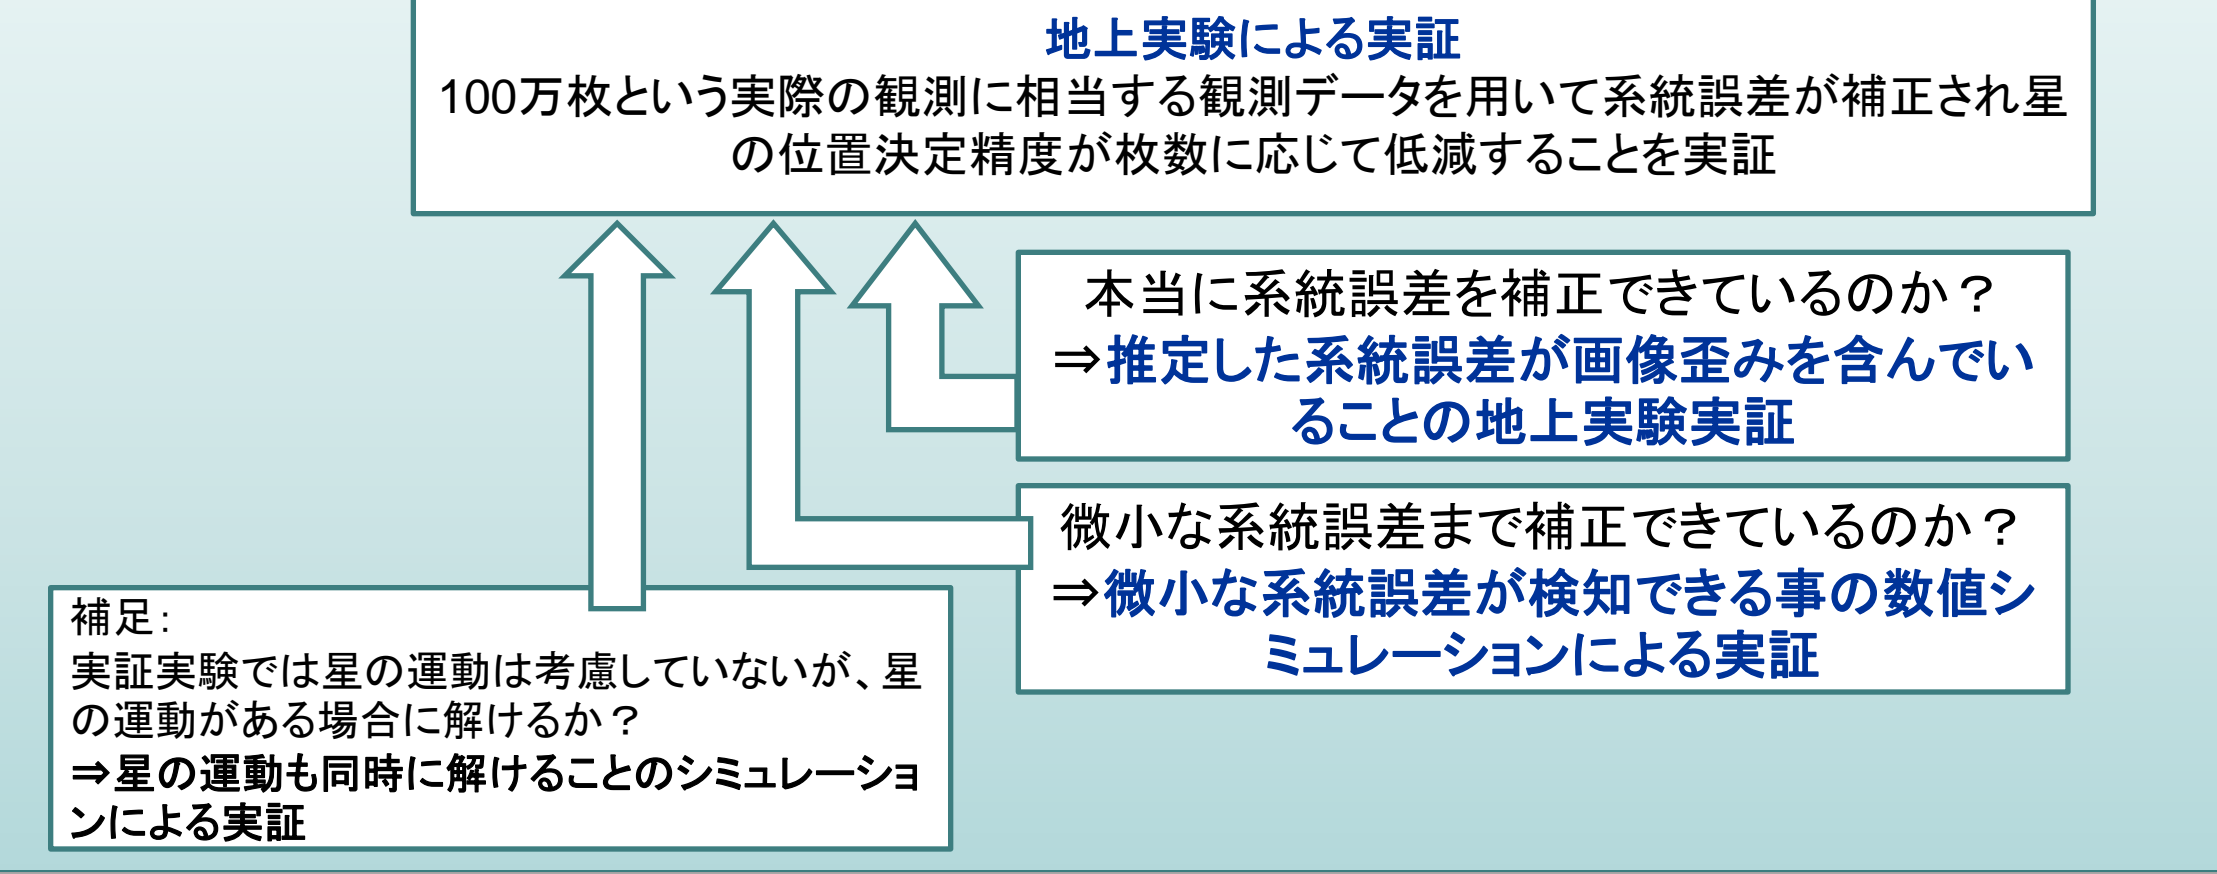 地上実験による実証
100万枚という実際の観測に相当する観測データを用いて系統誤差が補正され星
の位置決定精度が枚数に応じて低減することを実証
本当に系統誤差を補正できているのか？
⇒推定した系統誤差が画像歪みを含んでい
ることの地上実験実証
微小な系統誤差まで補正できているのか？
⇒微小な系統誤差が検知できる事の数値シ
ミュレーションによる実証
補足：
実証実験では星の運動は考慮していないが、星
の運動がある場合に解けるか？
⇒星の運動も同時に解けることのシミュレーショ
ンによる実証